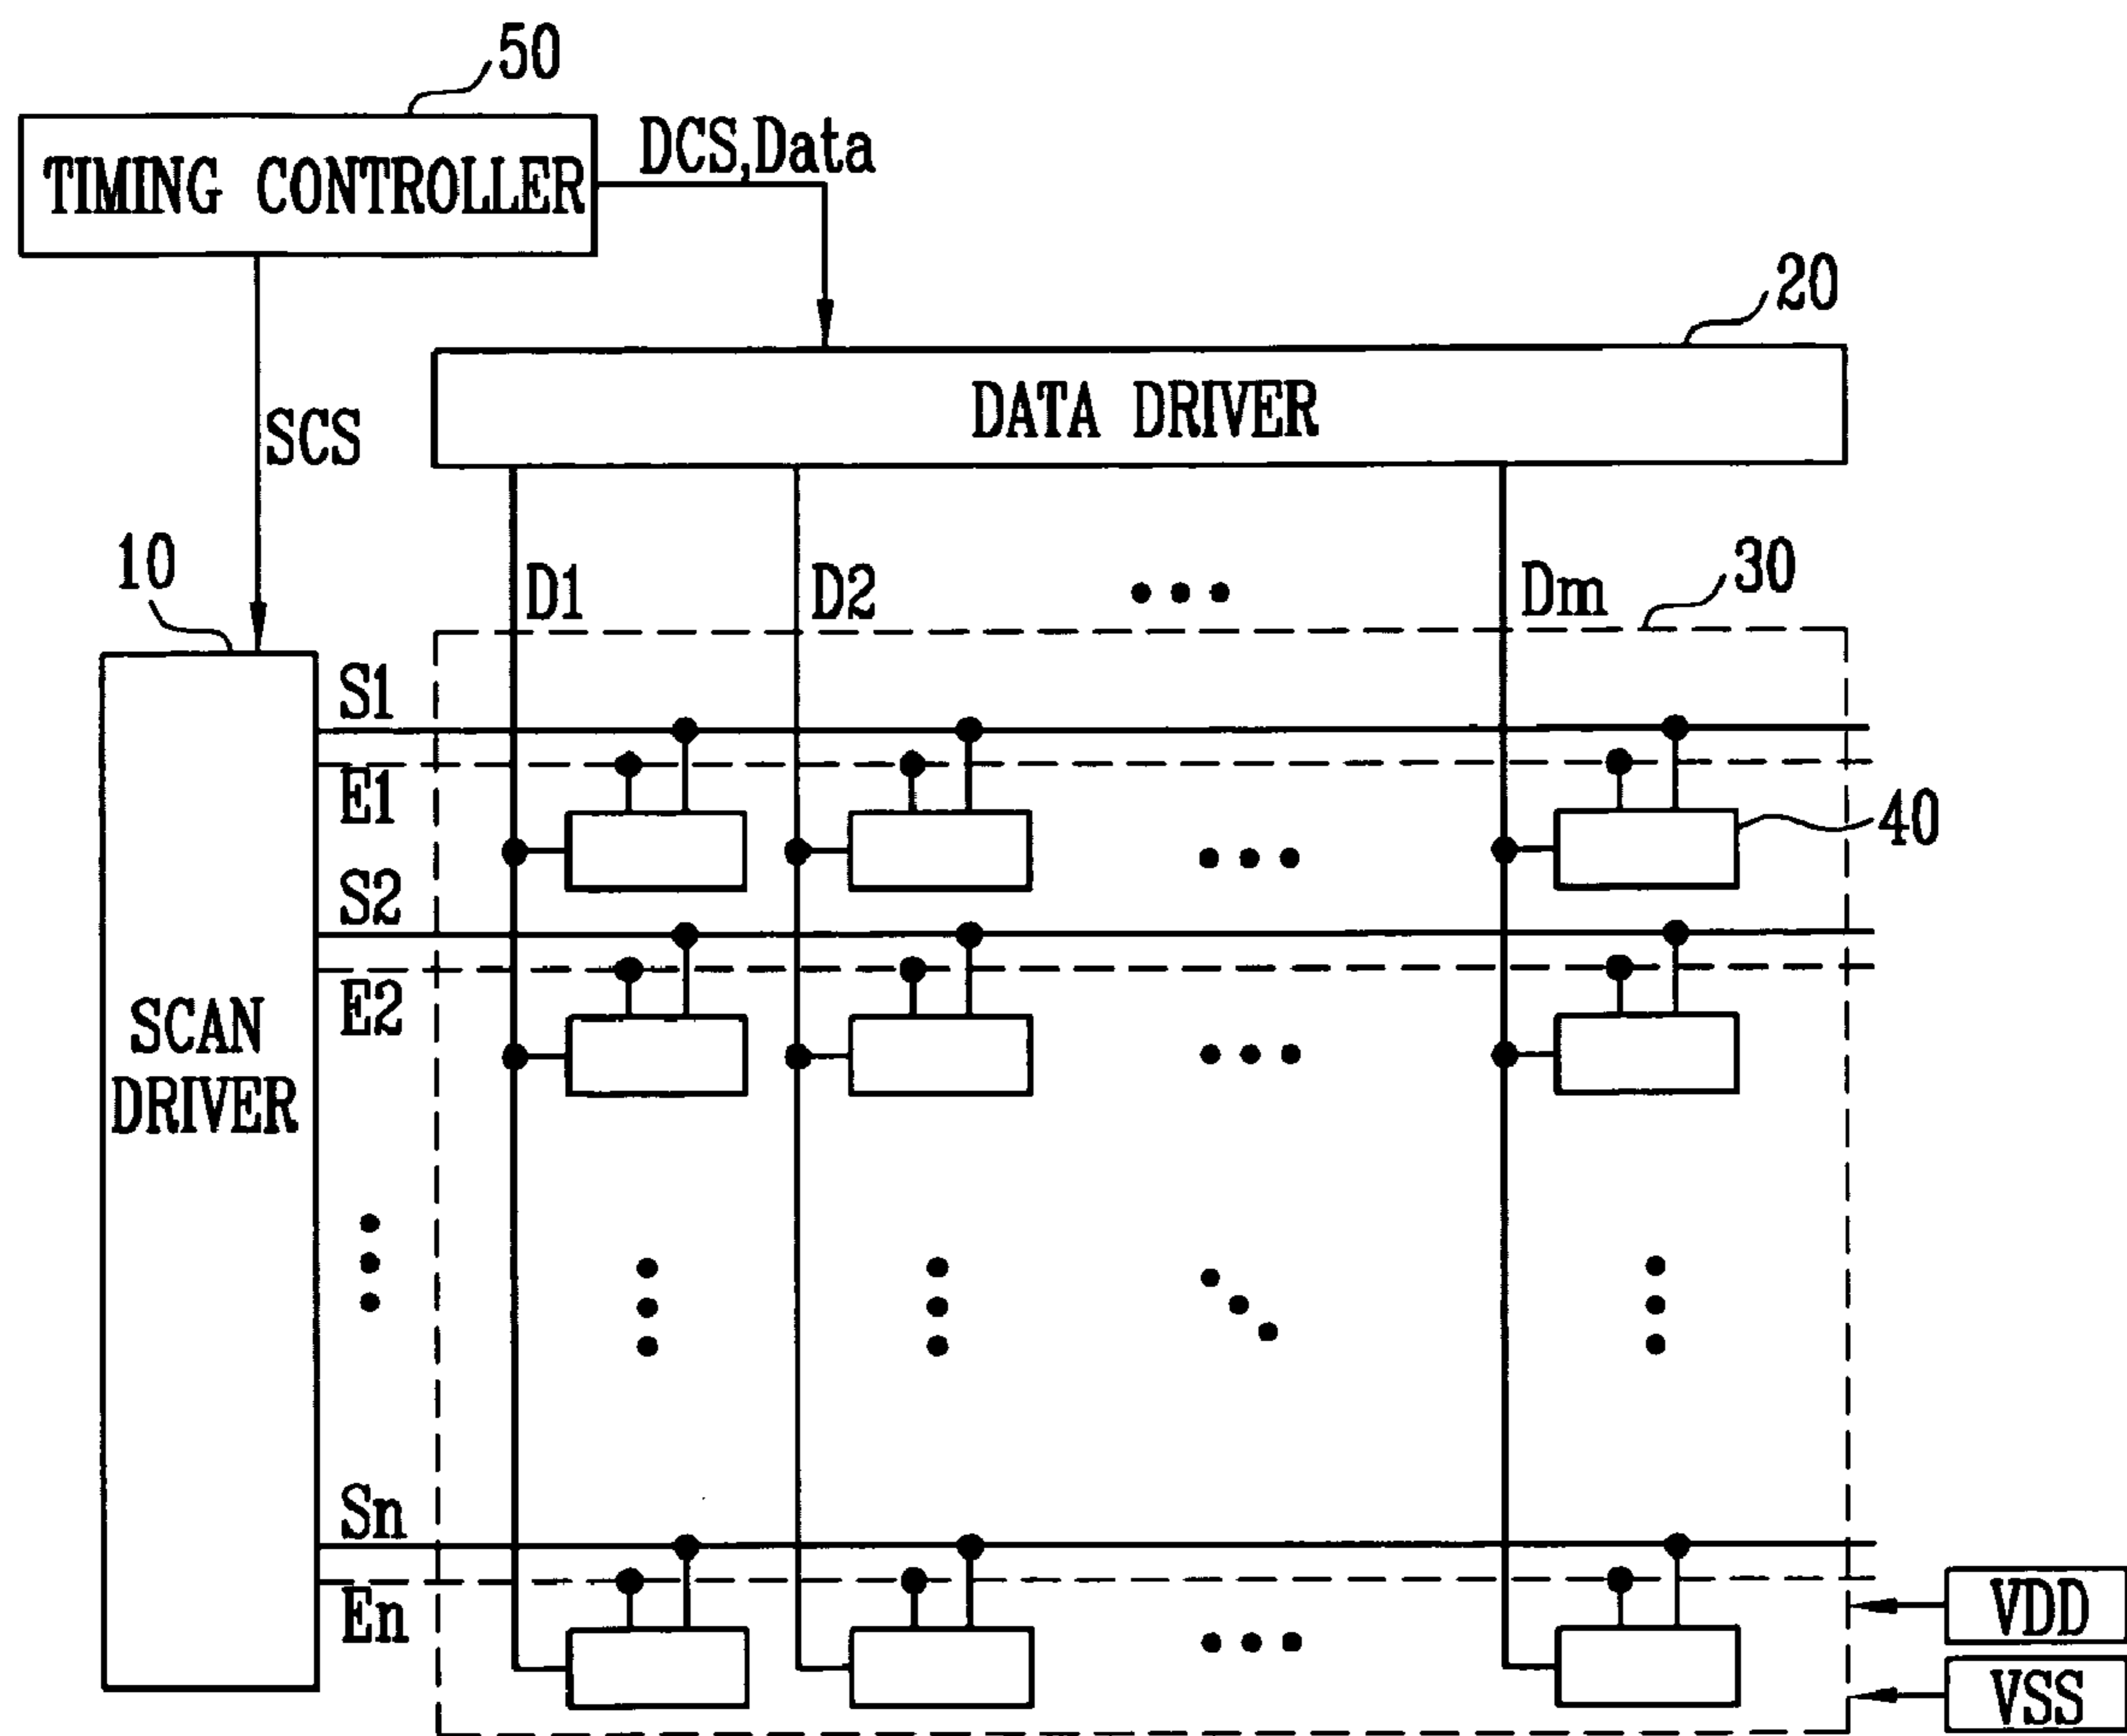 50
TIMING CONTROLLER
DCS,Data
20
DATA DRIVER
SCS
10
D1
D2
Dm
30
S1
E1
40
S2
E2
SCAN
DRIVER
Sn
En
VDD
VSS